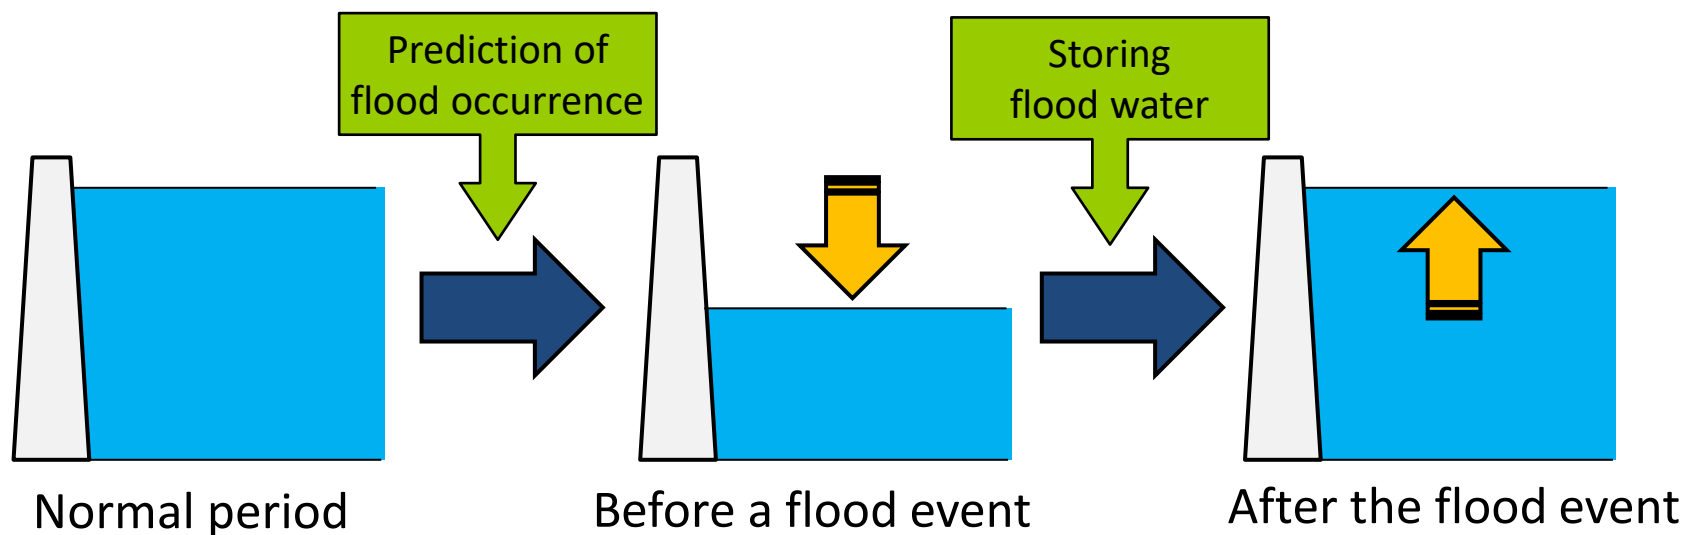 Prediction of
flood occurrence
Storing
flood water
Normal period
Before a flood event
After the flood event